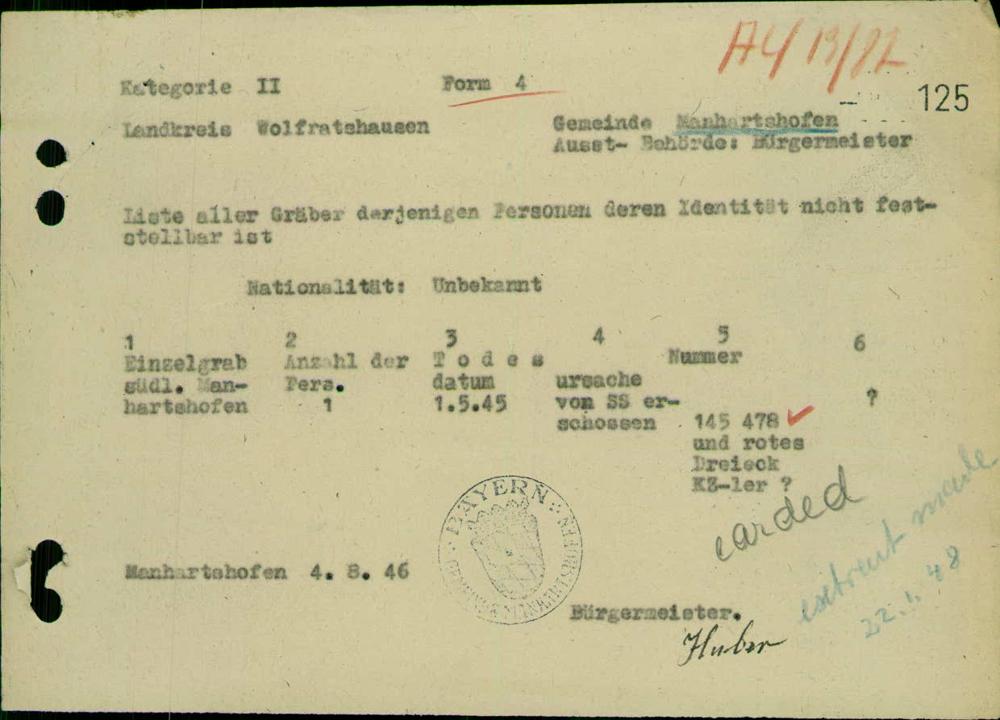 A4/13/82
125
Kategorie II Form 4
Landkreis Wolfratshausen Gemeinde Manhartshofen
Ausst- Behörde: Bürgermeister
Liste aller Gräber derjenigen Personen deren Identität nicht fest-
stellbar ist
Nationalität: Unbekannt
1 2 3 4 5 6
Einzelgrab Anzahl der T o d e s Nummer
südl. Man- Pers. datum ursache
hartshofen 1 1.5.45 von SS er- ?
schossen 145 478 ✓
und rotes
Dreieck
KZ-ler ?
carded
extract made
22.1.48
BAYERN
GEMEINDE MANHARTSHOFEN
Manhartshofen 4. 8. 46
Bürgermeister.
Huber